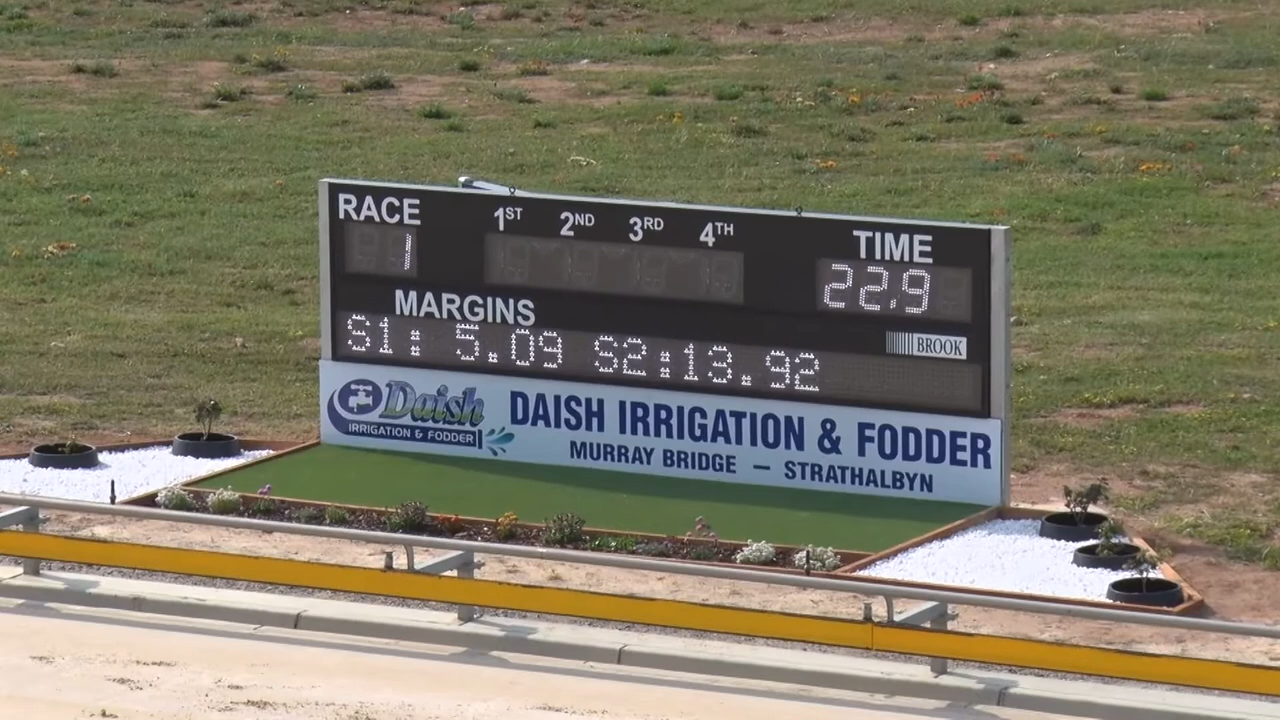 RACE 1ST 2ND 3RD 4TH TIME
1 22.9
MARGINS
BROOK
S1: 5.09 S2:13.92
Daish
IRRIGATION & FODDER
DAISH IRRIGATION & FODDER
MURRAY BRIDGE – STRATHALBYN